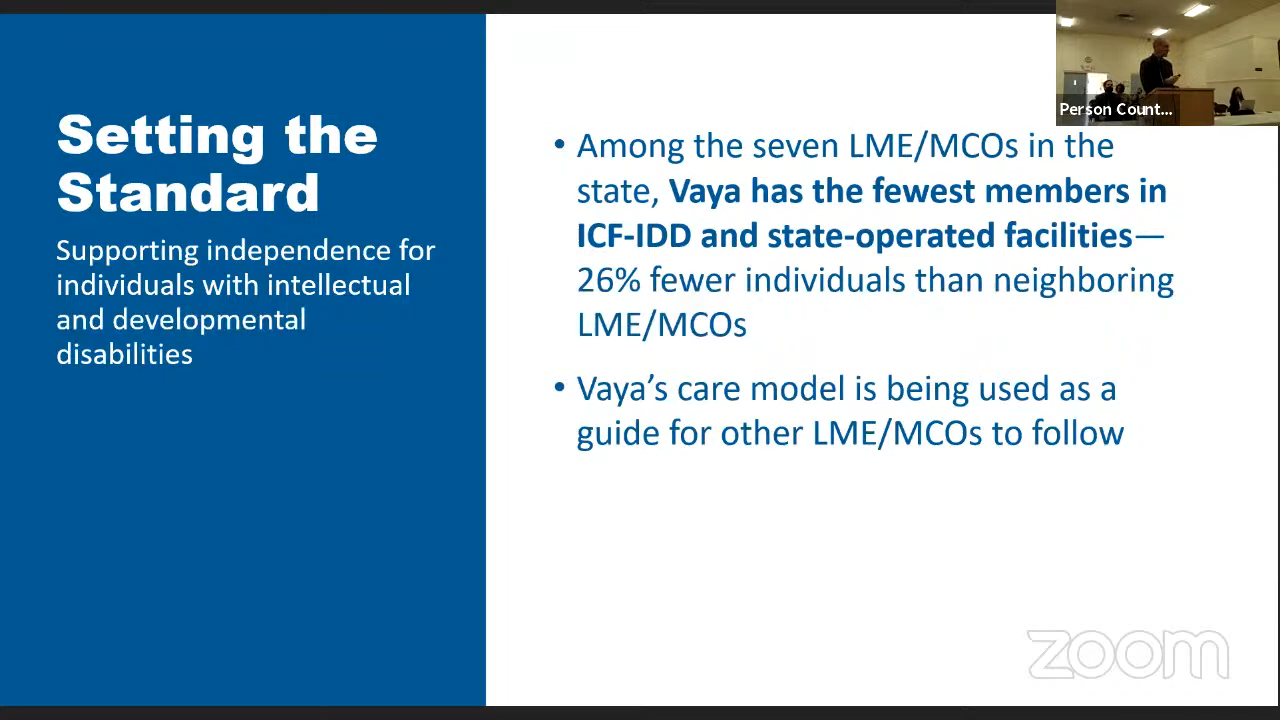 Setting the
Standard
Supporting independence for
individuals with intellectual
and developmental
disabilities
• Among the seven LME/MCOs in the
state, Vaya has the fewest members in
ICF-IDD and state-operated facilities—
26% fewer individuals than neighboring
LME/MCOs
• Vaya’s care model is being used as a
guide for other LME/MCOs to follow
Person Count...
zoom